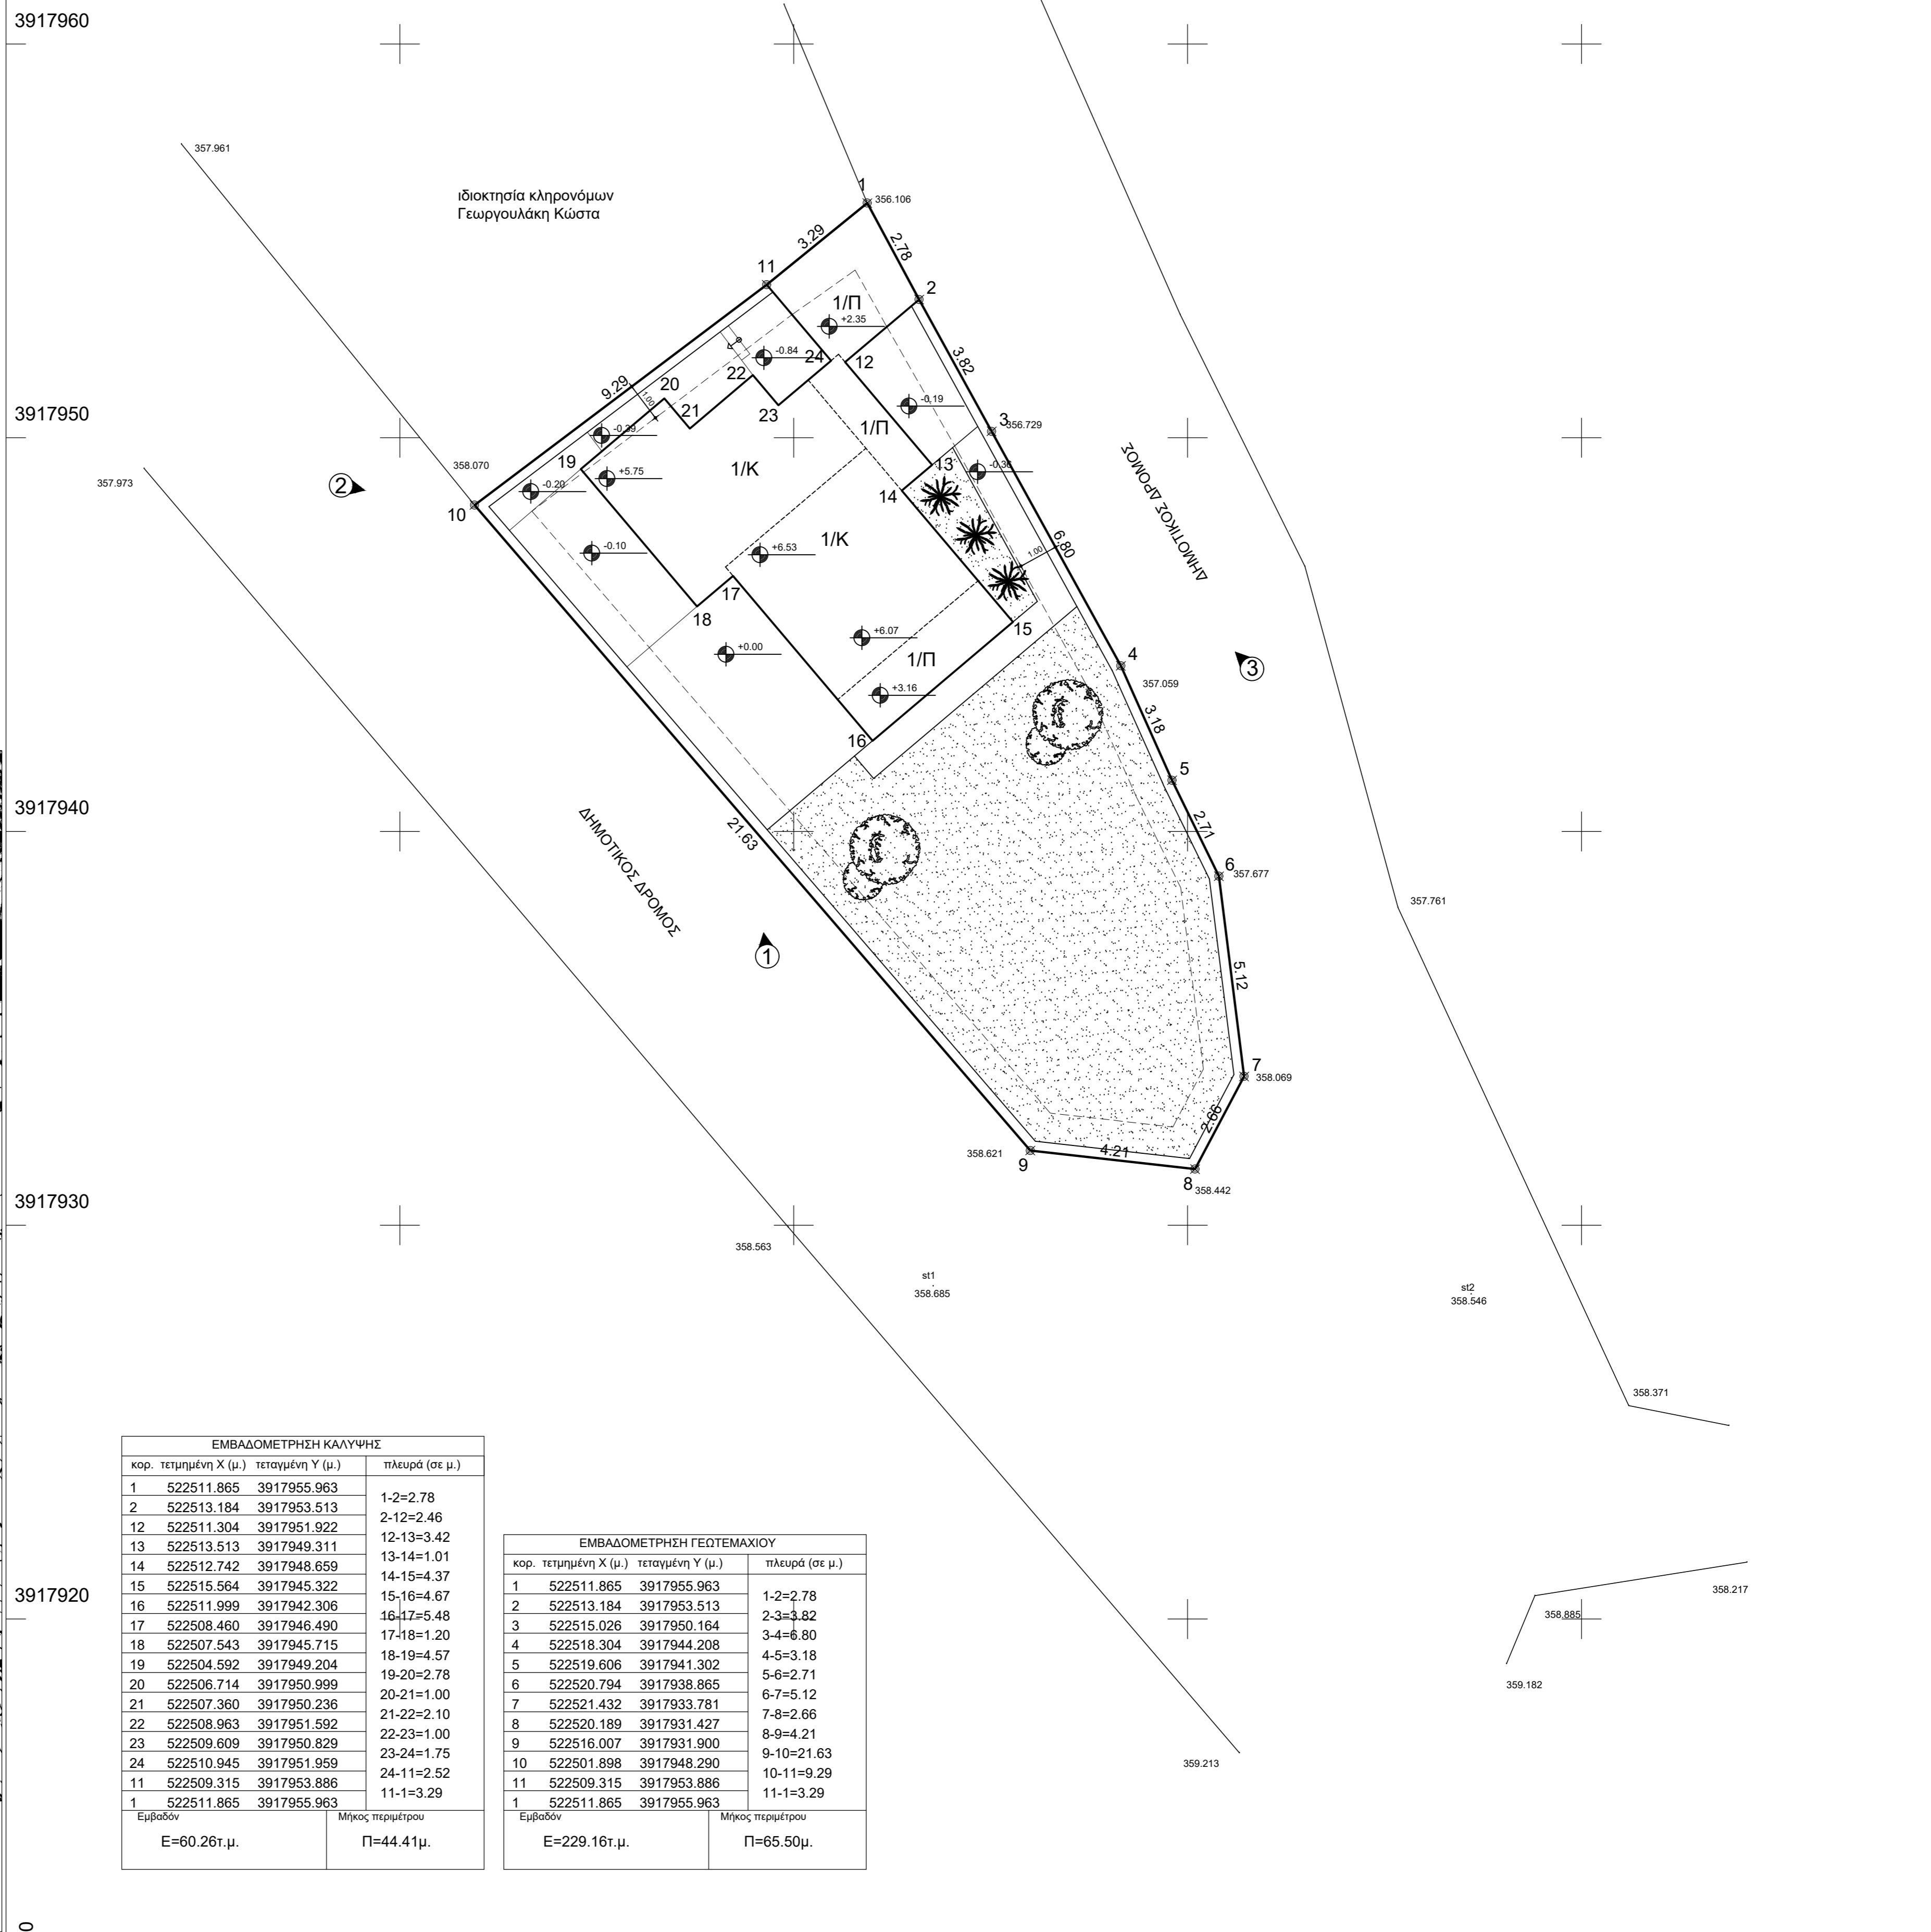 3917960
357.961
ιδιοκτησία κληρονόμων
Γεωργουλάκη Κώστα
1
356.106
3.29
2.78
11
2
1/Π
+2.35
-0.84
24
12
3.82
22
20
9.29
1.00
21
23
-0.19
3917950
3
356.729
-0.39
1/Π
1/Κ
13
-0.36
358.070
19
+5.75
357.973
2
-0.20
14
10
ΔΗΜΟΤΙΚΟΣ ΔΡΟΜΟΣ
-0.10
+6.53
1/Κ
1.00
6.80
17
18
15
+6.07
+0.00
1/Π
4
3
357.059
+3.16
3.18
16
5
3917940
2.71
21.63
ΔΗΜΟΤΙΚΟΣ ΔΡΟΜΟΣ
6
357.677
357.761
1
5.12
7
358.069
2.66
358.621
4.21
9
8
358.442
3917930
358.563
st1
358.685
st2
358.546
358.371
3917920
358.217
358.885
359.182
359.213
ΕΜΒΑΔΟΜΕΤΡΗΣΗ ΚΑΛΥΨΗΣ
κορ. τετμημένη Χ (μ.) τεταγμένη Υ (μ.) πλευρά (σε μ.)
1 522511.865 3917955.963
1-2=2.78
2 522513.184 3917953.513
2-12=2.46
12 522511.304 3917951.922
12-13=3.42
13 522513.513 3917949.311
13-14=1.01
14 522512.742 3917948.659
14-15=4.37
15 522515.564 3917945.322
15-16=4.67
16 522511.999 3917942.306
16-17=5.48
17 522508.460 3917946.490
17-18=1.20
18 522507.543 3917945.715
18-19=4.57
19 522504.592 3917949.204
19-20=2.78
20 522506.714 3917950.999
20-21=1.00
21 522507.360 3917950.236
21-22=2.10
22 522508.963 3917951.592
22-23=1.00
23 522509.609 3917950.829
23-24=1.75
24 522510.945 3917951.959
24-11=2.52
11 522509.315 3917953.886
11-1=3.29
1 522511.865 3917955.963
Εμβαδόν Μήκος περιμέτρου
Ε=60.26τ.μ. Π=44.41μ.
ΕΜΒΑΔΟΜΕΤΡΗΣΗ ΓΕΩΤΕΜΑΧΙΟΥ
κορ. τετμημένη Χ (μ.) τεταγμένη Υ (μ.) πλευρά (σε μ.)
1 522511.865 3917955.963
1-2=2.78
2 522513.184 3917953.513
2-3=3.82
3 522515.026 3917950.164
3-4=6.80
4 522518.304 3917944.208
4-5=3.18
5 522519.606 3917941.302
5-6=2.71
6 522520.794 3917938.865
6-7=5.12
7 522521.432 3917933.781
7-8=2.66
8 522520.189 3917931.427
8-9=4.21
9 522516.007 3917931.900
9-10=21.63
10 522501.898 3917948.290
10-11=9.29
11 522509.315 3917953.886
11-1=3.29
1 522511.865 3917955.963
Εμβαδόν Μήκος περιμέτρου
Ε=229.16τ.μ. Π=65.50μ.
0